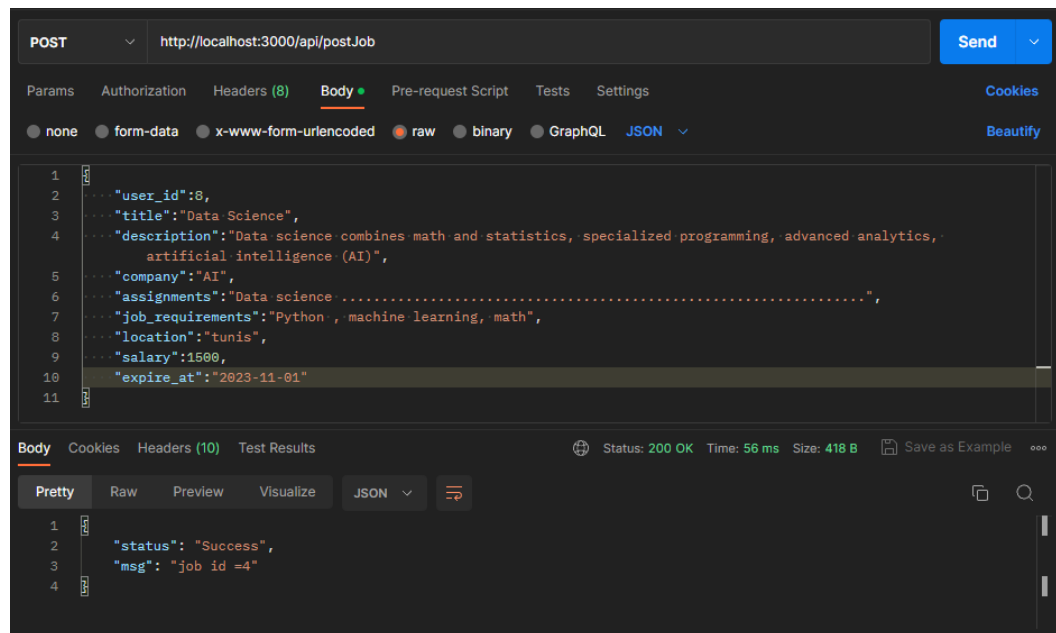 POST http://localhost:3000/api/postJob Send
Params Authorization Headers (8) Body Pre-request Script Tests Settings Cookies
none form-data x-www-form-urlencoded raw binary GraphQL JSON Beautify
1 {
2 "user_id":8,
3 "title":"Data Science",
4 "description":"Data science combines math and statistics, specialized programming, advanced analytics,
artificial intelligence (AI)",
5 "company":"AI",
6 "assignments":"Data science .................................................................",
7 "job_requirements":"Python , machine learning, math",
8 "location":"tunis",
9 "salary":1500,
10 "expire_at":"2023-11-01"
11 }
Body Cookies Headers (10) Test Results Status: 200 OK Time: 56 ms Size: 418 B Save as Example
Pretty Raw Preview Visualize JSON
1 {
2 "status": "Success",
3 "msg": "job id =4"
4 }